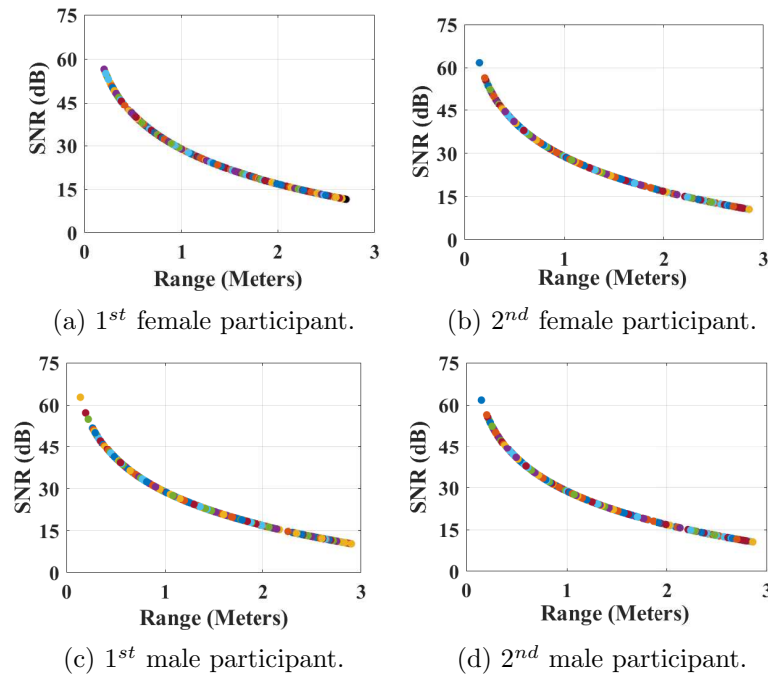 75
60
45
30
15
0
SNR (dB)
0 1 2 3
Range (Meters)
(a) 1st female participant.
75
60
45
30
15
0
SNR (dB)
0 1 2 3
Range (Meters)
(b) 2nd female participant.
75
60
45
30
15
0
SNR (dB)
0 1 2 3
Range (Meters)
(c) 1st male participant.
75
60
45
30
15
0
SNR (dB)
0 1 2 3
Range (Meters)
(d) 2nd male participant.